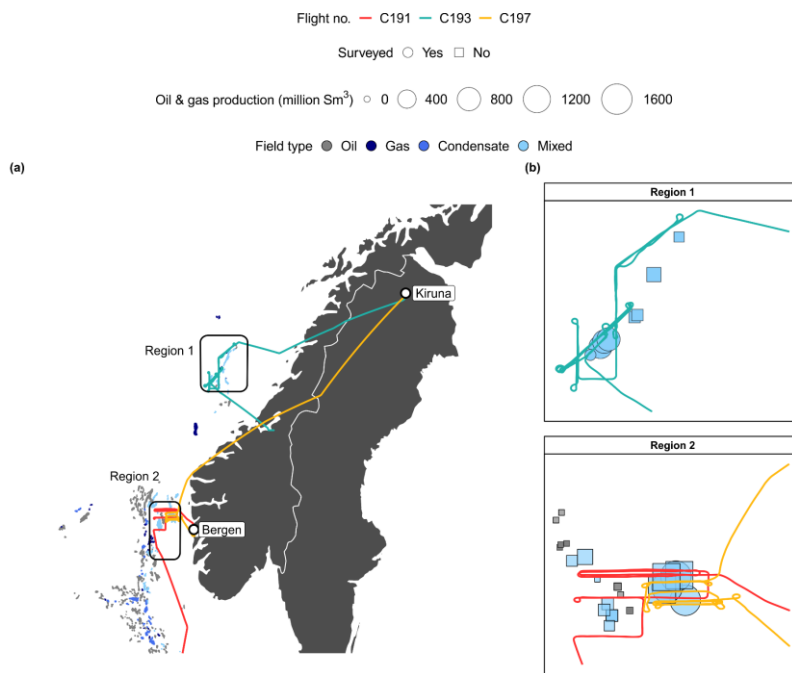 Flight no. C191 C193 C197
Surveyed Yes No
Oil & gas production (million Sm³) 0 400 800 1200 1600
Field type Oil Gas Condensate Mixed
(a)
(b)
Region 1
Kiruna
Region 1
Region 2
Region 2
Bergen